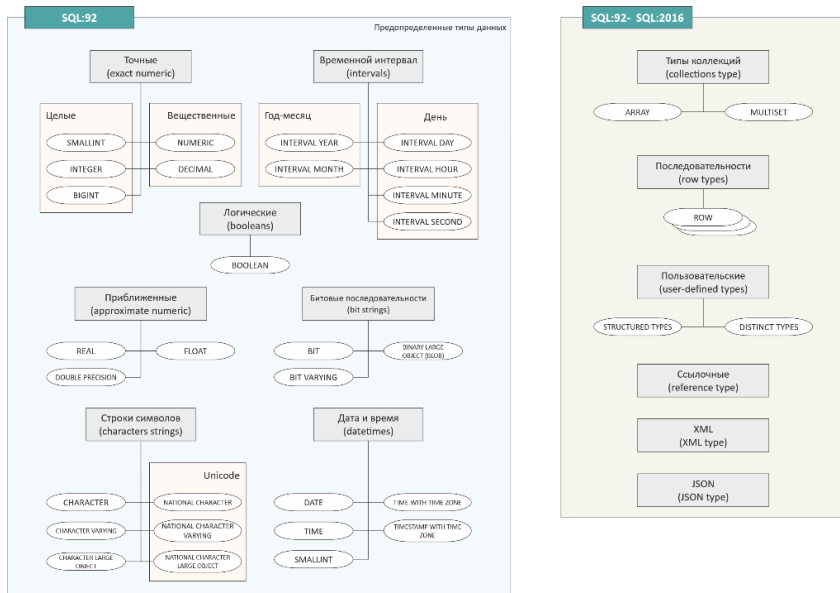 SQL:92
Предопределенные типы данных
Точные
(exact numeric)
Целые
SMALLINT
INTEGER
BIGINT
Вещественные
NUMERIC
DECIMAL
Временной интервал
(intervals)
Год-месяц
INTERVAL YEAR
INTERVAL MONTH
День
INTERVAL DAY
INTERVAL HOUR
INTERVAL MINUTE
INTERVAL SECOND
Логические
(booleans)
BOOLEAN
Приближенные
(approximate numeric)
REAL
FLOAT
DOUBLE PRECISION
Битовые последовательности
(bit strings)
BIT
BINARY LARGE
OBJECT (GLOB)
BIT VARYING
Строки символов
(characters strings)
CHARACTER
CHARACTER VARYING
CHARACTER LARGE
OBJECT
Unicode
NATIONAL CHARACTER
NATIONAL CHARACTER
VARYING
NATIONAL CHARACTER
LARGE OBJECT
Дата и время
(datetimes)
DATE
TIME WITH TIME ZONE
TIME
TIMESTAMP WITH TIME
ZONE
SMALLINT
SQL:92- SQL:2016
Типы коллекций
(collections type)
ARRAY
MULTISET
Последовательности
(row types)
ROW
Пользовательские
(user-defined types)
STRUCTURED TYPES
DISTINCT TYPES
Ссылочные
(reference type)
XML
(XML type)
JSON
(JSON type)